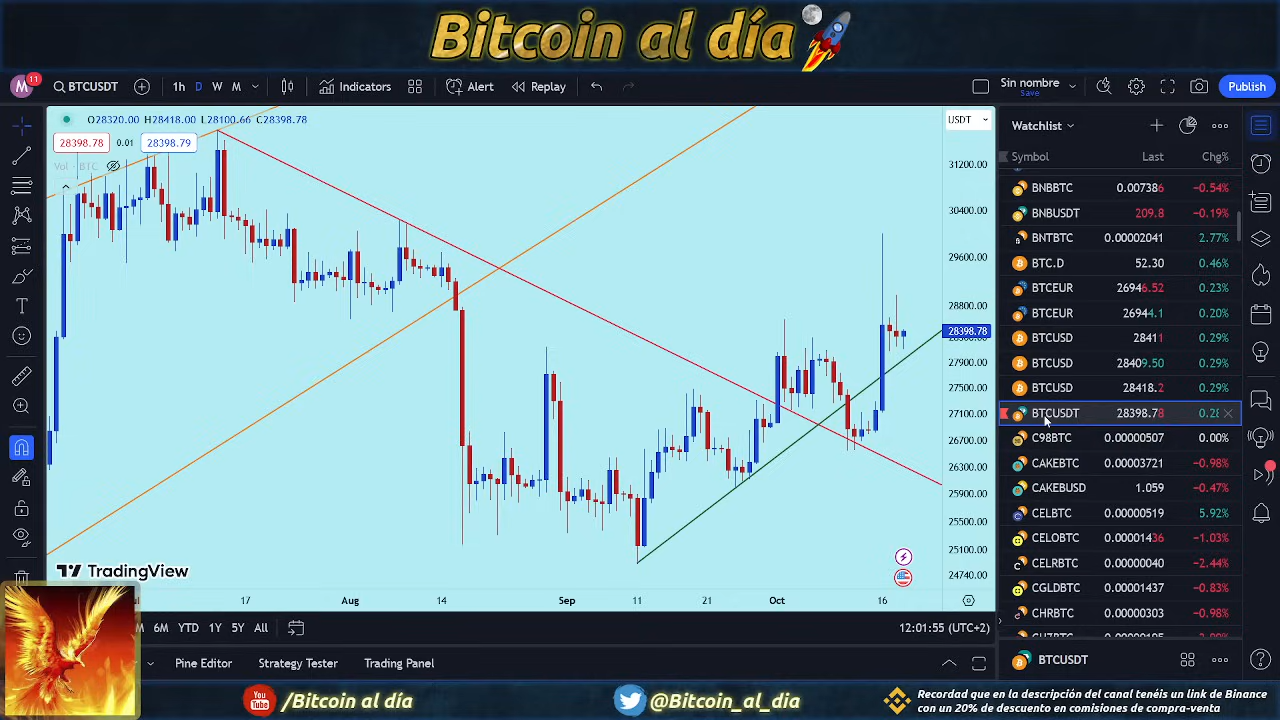 Bitcoin al día
M
11
BTCUSDT
1h D W M
Indicators
Alert
Replay
Sin nombre
Save
Publish
O28320.00 H28418.00 L28100.66 C28398.78
28398.78 0.01 28398.79
Vol · BTC
USDT
31200.00
30400.00
29600.00
28800.00
28398.78
27900.00
27500.00
27100.00
26700.00
26300.00
25900.00
25500.00
25100.00
24740.00
TradingView
17 Aug 14 Sep 11 21 Oct 16
Watchlist
Symbol Last Chg%
BNBBTC 0.007386 −0.54%
BNBUSDT 209.8 −0.19%
BNTBTC 0.00002041 2.77%
BTC.D 52.30 0.46%
BTCEUR 26946.52 0.23%
BTCEUR 26944.1 0.20%
BTCUSD 28411 0.29%
BTCUSD 28409.50 0.29%
BTCUSD 28418.2 0.29%
BTCUSDT 28398.78 0.28
C98BTC 0.00000507 0.00%
CAKEBTC 0.00003721 −0.98%
CAKEBUSD 1.059 −0.47%
CELBTC 0.00000519 5.92%
CELOBTC 0.00001436 −1.03%
CELRBTC 0.00000040 −2.44%
CGLDBTC 0.00001437 −0.83%
CHRBTC 0.00000303 −0.98%
M 6M YTD 1Y 5Y All
12:01:55 (UTC+2)
Pine Editor
Strategy Tester
Trading Panel
BTCUSDT
You
Tube
/Bitcoin al día
@Bitcoin_al_dia
Recordad que en la descripción del canal tenéis un link de Binance
con un 20% de descuento en comisiones de compra-venta